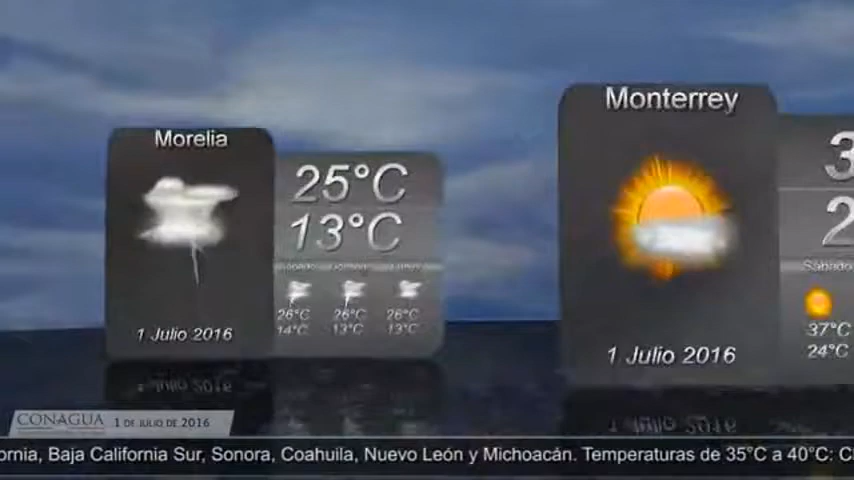 Morelia
25°C
13°C
26°C 26°C 26°C
14°C 13°C 13°C
1 Julio 2016
Monterrey
Sábado
37°C
24°C
1 Julio 2016
CONAGUA 1 DE JULIO DE 2016
ornia, Baja California Sur, Sonora, Coahuila, Nuevo León y Michoacán. Temperaturas de 35°C a 40°C: